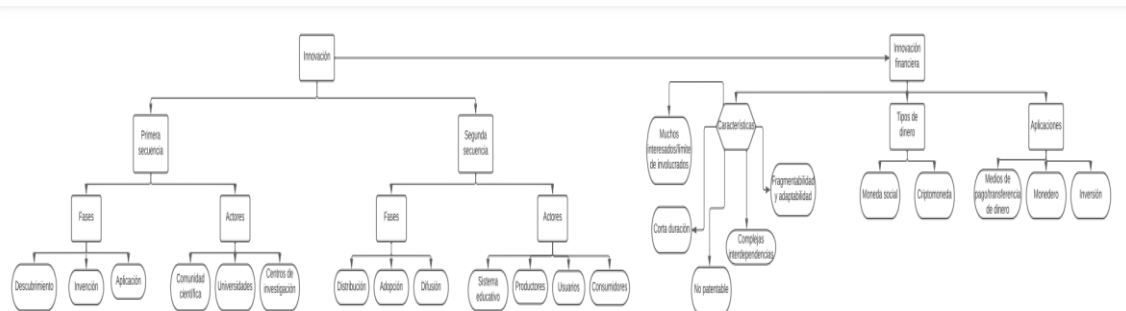 Innovación
Innovación
financiera
Primera
secuencia
Segunda
secuencia
Muchos
interesados/límite
de involucrados
Características
Tipos de
dinero
Aplicaciones
Fragmentabilidad
y adaptabilidad
Moneda social
Criptomoneda
Medios de
pago/transferencia
de dinero
Monedero
Inversión
Fases
Actores
Fases
Actores
Corta duración
Complejas
interdependencias
No patentable
Descubrimiento
Invención
Aplicación
Comunidad
científica
Universidades
Centros de
investigación
Distribución
Adopción
Difusión
Sistema
educativo
Productores
Usuarios
Consumidores